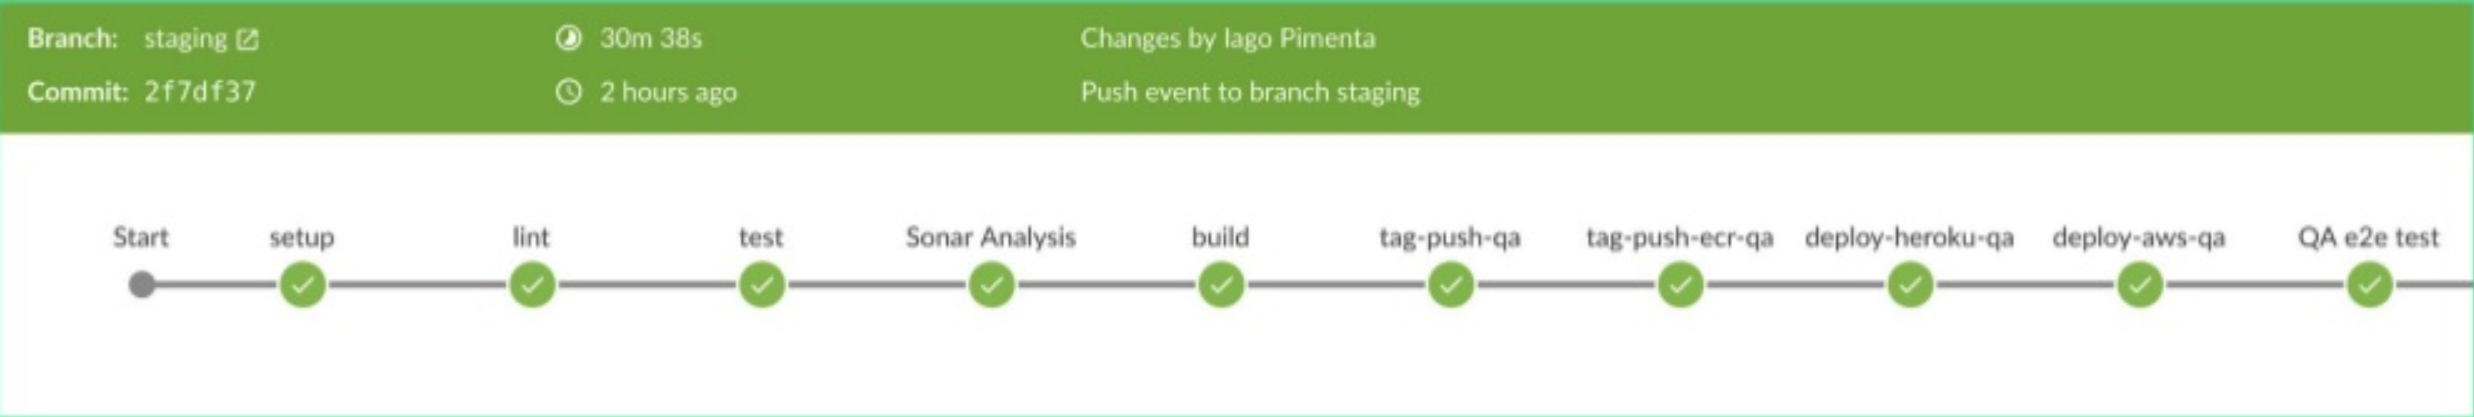 Branch: staging 30m 38s Changes by Iago Pimenta
Commit: 2f7df37 2 hours ago Push event to branch staging
Start setup lint test Sonar Analysis build tag-push-qa tag-push-ecr-qa deploy-heroku-qa deploy-aws-qa QA e2e test